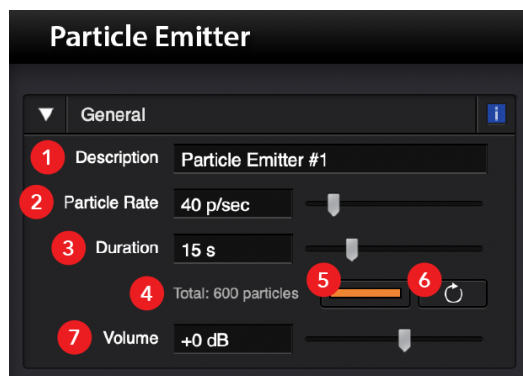 Particle Emitter
General i
1 Description Particle Emitter #1
2 Particle Rate 40 p/sec
3 Duration 15 s
4 Total: 600 particles 5 6
7 Volume +0 dB